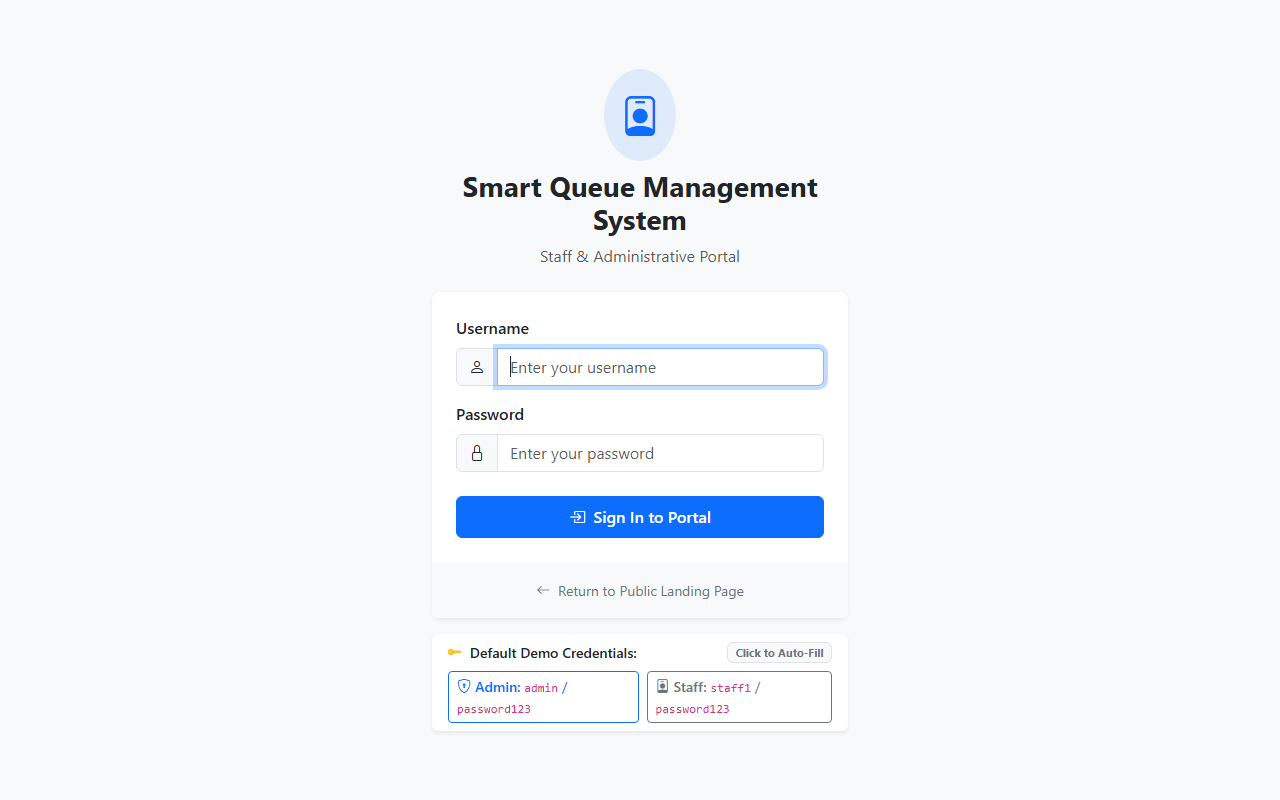 Smart Queue Management
System
Staff & Administrative Portal
Username
Enter your username
Password
Enter your password
Sign In to Portal
Return to Public Landing Page
Default Demo Credentials:
Click to Auto-Fill
Admin: admin /
password123
Staff: staff1 /
password123